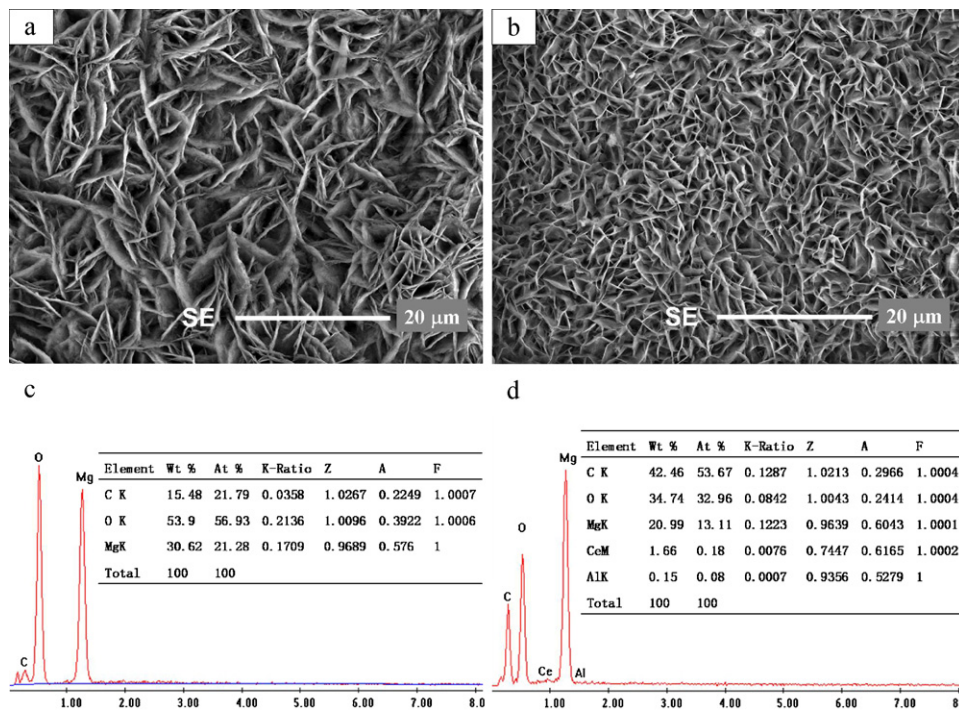 a
SE
20 μm
b
SE
20 μm
c
O
Mg
C
Element Wt % At % K-Ratio Z A F
C K 15.48 21.79 0.0358 1.0267 0.2249 1.0007
O K 53.9 56.93 0.2136 1.0096 0.3922 1.0006
MgK 30.62 21.28 0.1709 0.9689 0.576 1
Total 100 100
1.00 2.00 3.00 4.00 5.00 6.00 7.00 8.0
d
Mg
O
C
Ce
Al
Element Wt % At % K-Ratio Z A F
C K 42.46 53.67 0.1287 1.0213 0.2966 1.0004
O K 34.74 32.96 0.0842 1.0043 0.2414 1.0004
MgK 20.99 13.11 0.1223 0.9639 0.6043 1.0001
CeM 1.66 0.18 0.0076 0.7447 0.6165 1.0002
AlK 0.15 0.08 0.0007 0.9356 0.5279 1
Total 100 100
1.00 2.00 3.00 4.00 5.00 6.00 7.00 8.0